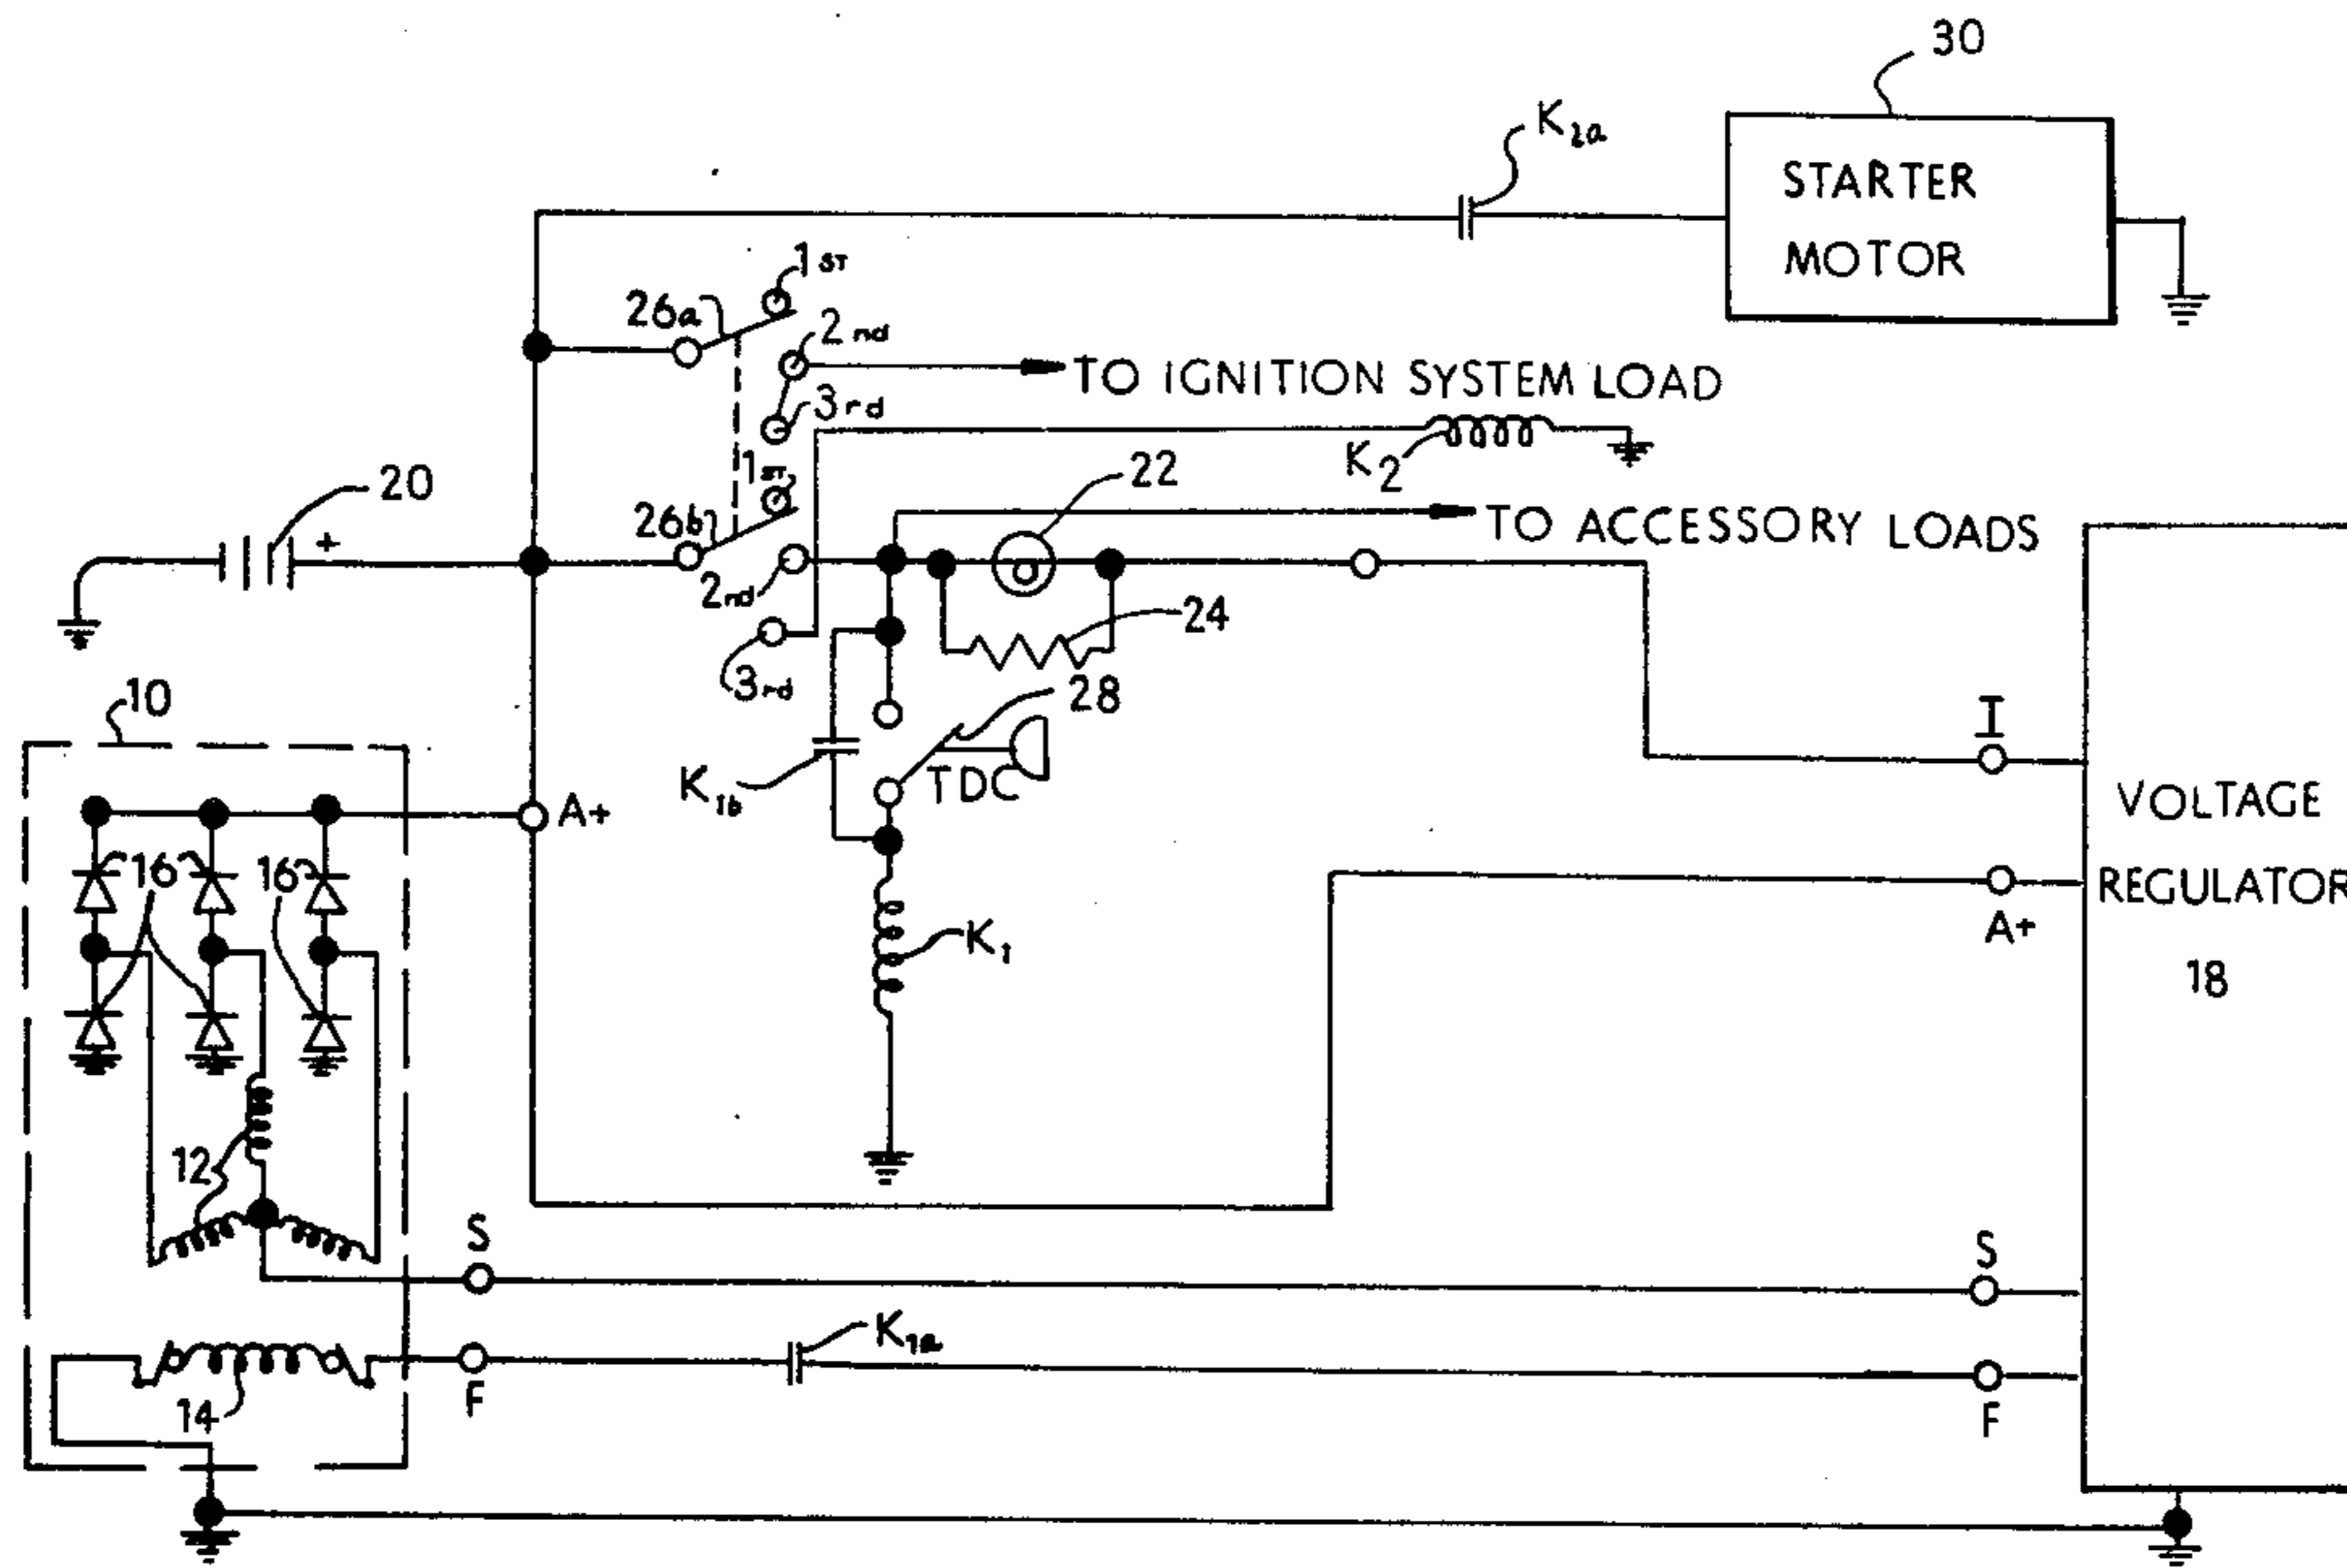 30
K2a
STARTER
MOTOR
1ST
26a
2nd
TO IGNITION SYSTEM LOAD
3rd
K2
1ST
22
20
+
26b
TO ACCESSORY LOADS
2nd
24
3rd
28
10
I
TDC
K1b
VOLTAGE
A+
16
16
REGULATOR
A+
K1
18
12
S
S
K1a
F
14
F